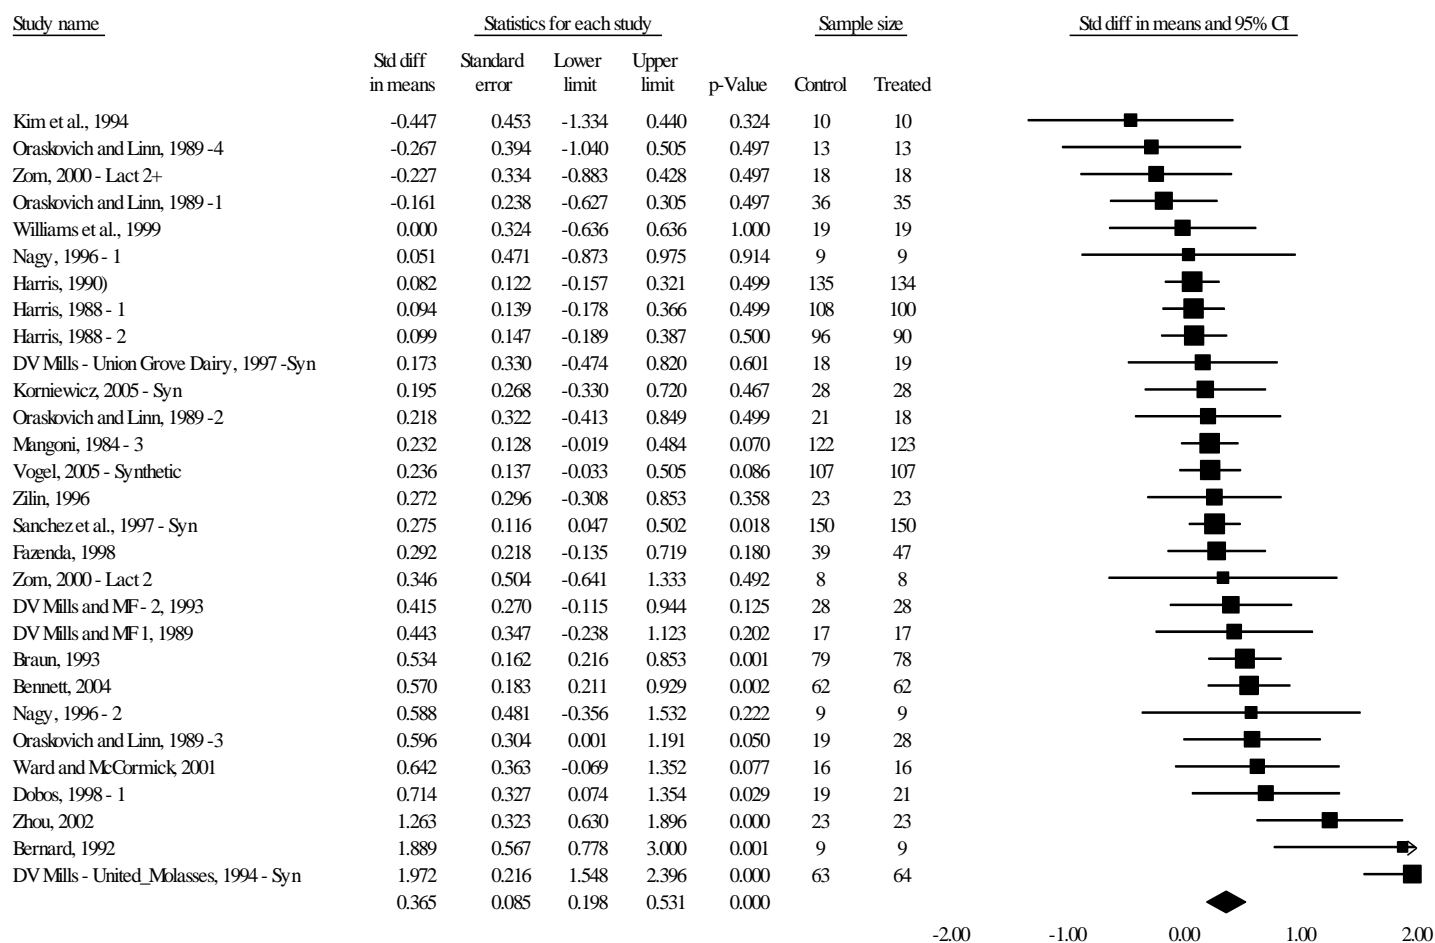 Study name Statistics for each study Sample size Std diff in means and 95% CI
Std diff Standard Lower Upper
in means error limit limit p-Value Control Treated
Kim et al., 1994 -0.447 0.453 -1.334 0.440 0.324 10 10
Oraskovich and Linn, 1989 -4 -0.267 0.394 -1.040 0.505 0.497 13 13
Zom, 2000 - Lact 2+ -0.227 0.334 -0.883 0.428 0.497 18 18
Oraskovich and Linn, 1989 -1 -0.161 0.238 -0.627 0.305 0.497 36 35
Williams et al., 1999 0.000 0.324 -0.636 0.636 1.000 19 19
Nagy, 1996 - 1 0.051 0.471 -0.873 0.975 0.914 9 9
Harris, 1990) 0.082 0.122 -0.157 0.321 0.499 135 134
Harris, 1988 - 1 0.094 0.139 -0.178 0.366 0.499 108 100
Harris, 1988 - 2 0.099 0.147 -0.189 0.387 0.500 96 90
DV Mills - Union Grove Dairy, 1997 -Syn 0.173 0.330 -0.474 0.820 0.601 18 19
Korniewicz, 2005 - Syn 0.195 0.268 -0.330 0.720 0.467 28 28
Oraskovich and Linn, 1989 -2 0.218 0.322 -0.413 0.849 0.499 21 18
Mangoni, 1984 - 3 0.232 0.128 -0.019 0.484 0.070 122 123
Vogel, 2005 - Synthetic 0.236 0.137 -0.033 0.505 0.086 107 107
Zilin, 1996 0.272 0.296 -0.308 0.853 0.358 23 23
Sanchez et al., 1997 - Syn 0.275 0.116 0.047 0.502 0.018 150 150
Fazenda, 1998 0.292 0.218 -0.135 0.719 0.180 39 47
Zom, 2000 - Lact 2 0.346 0.504 -0.641 1.333 0.492 8 8
DV Mills and MF - 2, 1993 0.415 0.270 -0.115 0.944 0.125 28 28
DV Mills and MF 1, 1989 0.443 0.347 -0.238 1.123 0.202 17 17
Braun, 1993 0.534 0.162 0.216 0.853 0.001 79 78
Bennett, 2004 0.570 0.183 0.211 0.929 0.002 62 62
Nagy, 1996 - 2 0.588 0.481 -0.356 1.532 0.222 9 9
Oraskovich and Linn, 1989 -3 0.596 0.304 0.001 1.191 0.050 19 28
Ward and McCormick, 2001 0.642 0.363 -0.069 1.352 0.077 16 16
Dobos, 1998 - 1 0.714 0.327 0.074 1.354 0.029 19 21
Zhou, 2002 1.263 0.323 0.630 1.896 0.000 23 23
Bernard, 1992 1.889 0.567 0.778 3.000 0.001 9 9
DV Mills - United_Molasses, 1994 - Syn 1.972 0.216 1.548 2.396 0.000 63 64
0.365 0.085 0.198 0.531 0.000
-2.00 -1.00 0.00 1.00 2.00